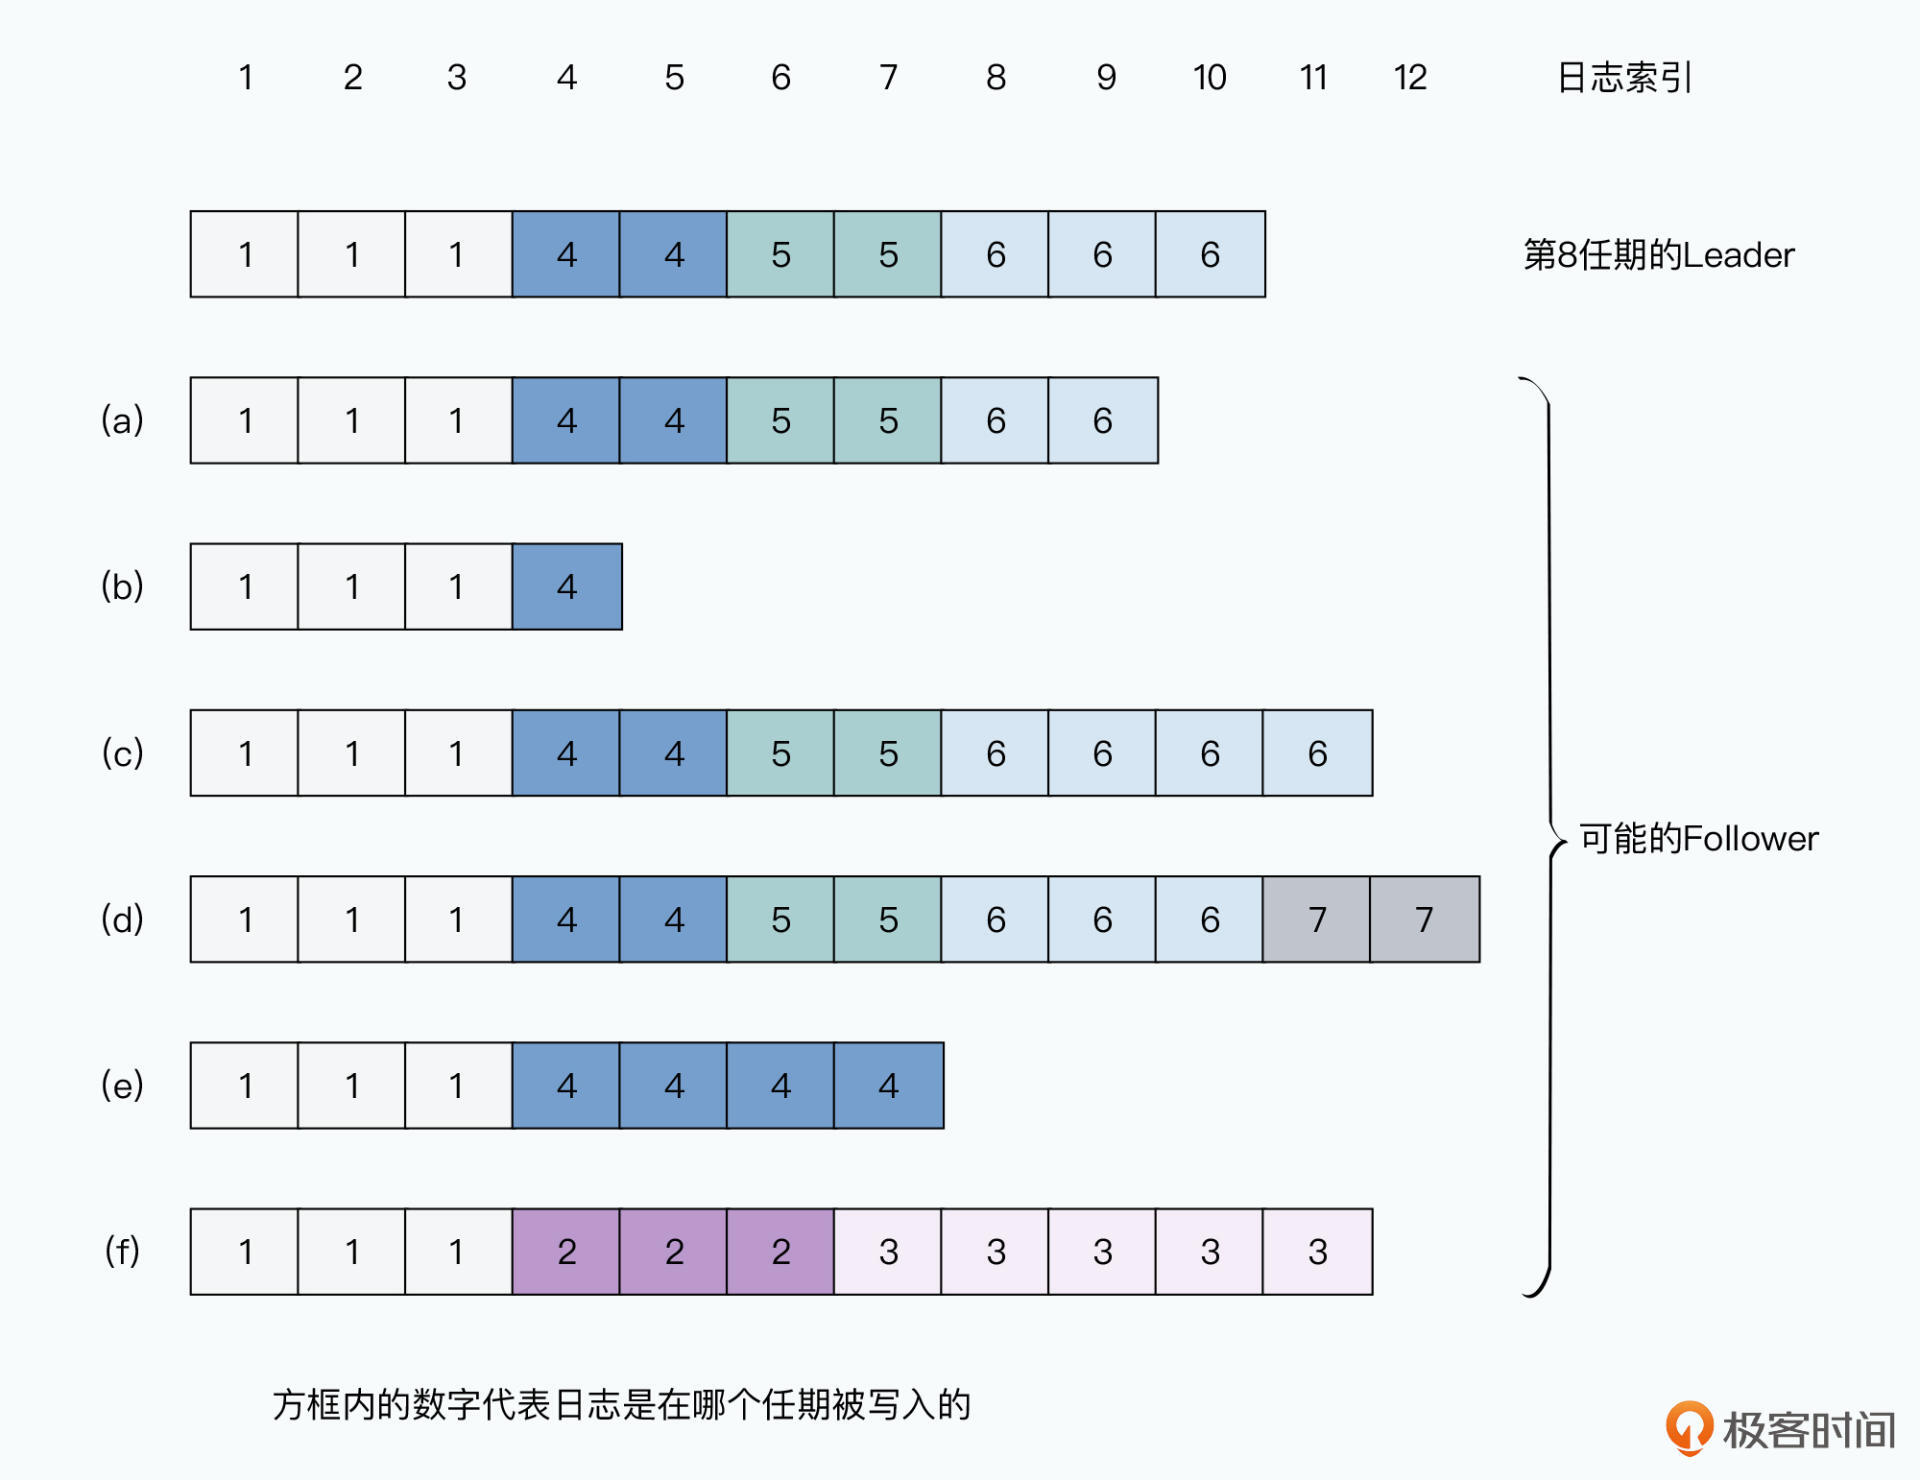 1 2 3 4 5 6 7 8 9 10 11 12 日志索引
1 1 1 4 4 5 5 6 6 6 第8任期的Leader
(a) 1 1 1 4 4 5 5 6 6
(b) 1 1 1 4
(c) 1 1 1 4 4 5 5 6 6 6 6
可能的Follower
(d) 1 1 1 4 4 5 5 6 6 6 7 7
(e) 1 1 1 4 4 4 4
(f) 1 1 1 2 2 2 3 3 3 3 3
方框内的数字代表日志是在哪个任期被写入的
极客时间